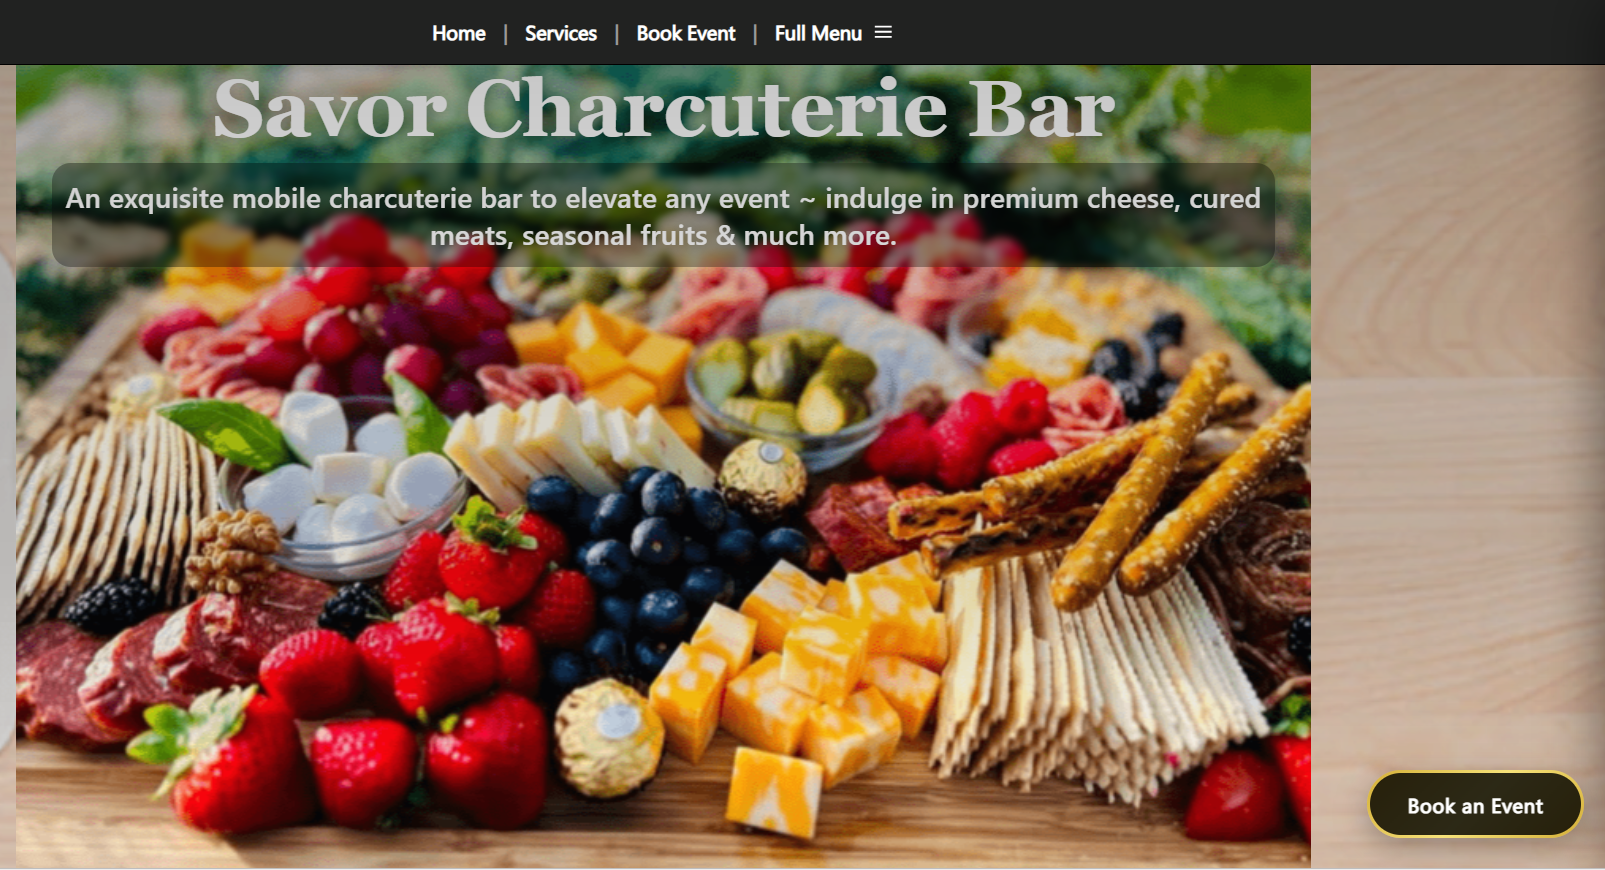 Home | Services | Book Event | Full Menu
Savor Charcuterie Bar
An exquisite mobile charcuterie bar to elevate any event ~ indulge in premium cheese, cured
meats, seasonal fruits & much more.
Book an Event